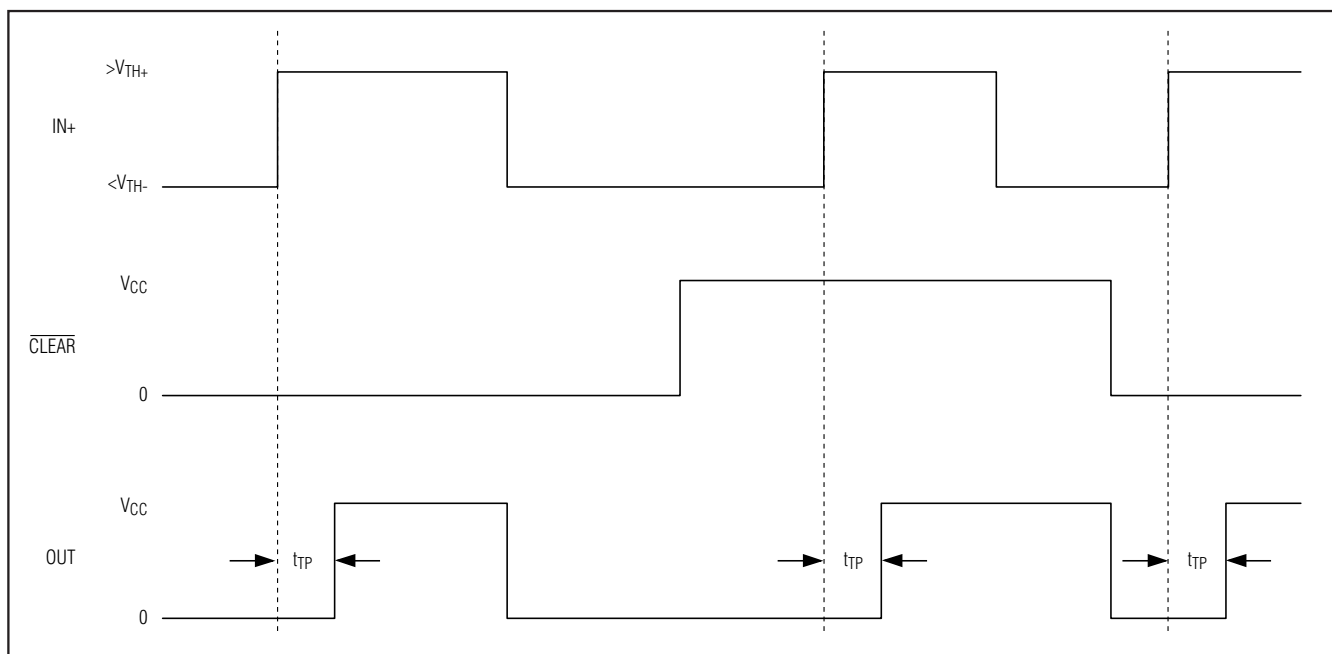 >VTH+
IN+
<VTH-
VCC
CLEAR
0
VCC
OUT
tTP
tTP
tTP
0